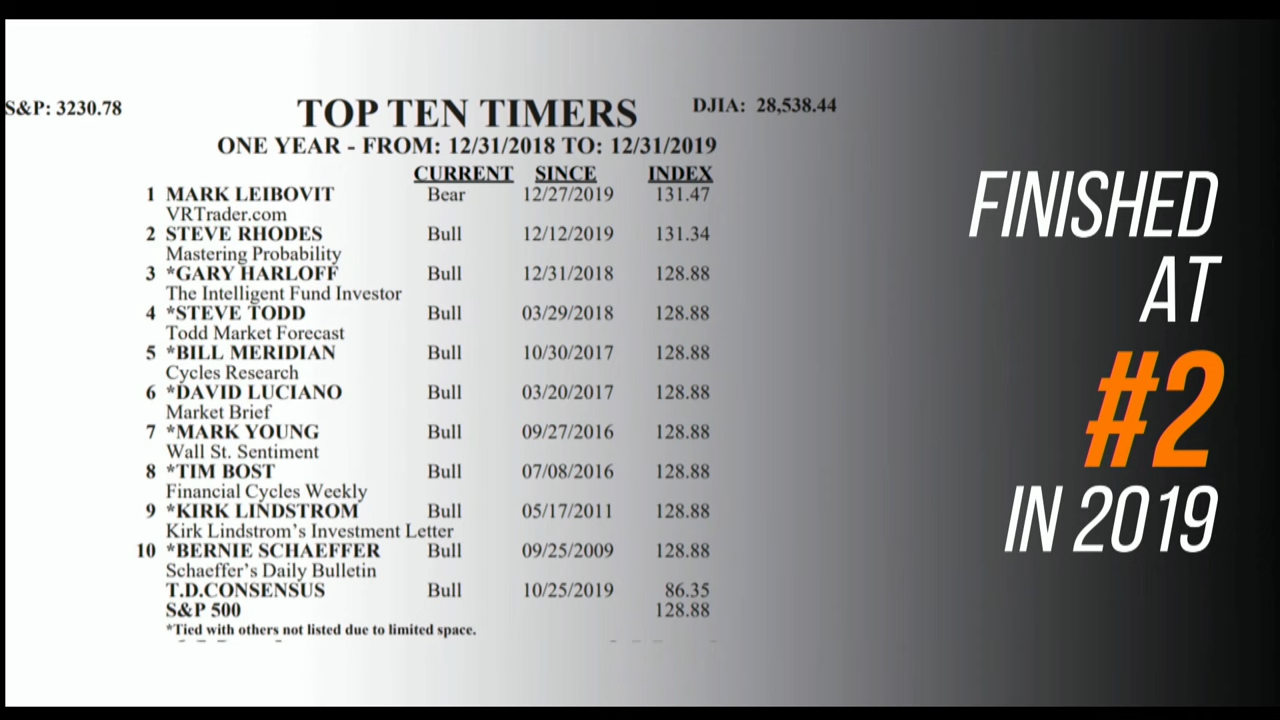 S&P: 3230.78
TOP TEN TIMERS
DJIA: 28,538.44
ONE YEAR - FROM: 12/31/2018 TO: 12/31/2019
CURRENT SINCE INDEX
1 MARK LEIBOVIT Bear 12/27/2019 131.47
VRTrader.com
2 STEVE RHODES Bull 12/12/2019 131.34
Mastering Probability
3 *GARY HARLOFF Bull 12/31/2018 128.88
The Intelligent Fund Investor
4 *STEVE TODD Bull 03/29/2018 128.88
Todd Market Forecast
5 *BILL MERIDIAN Bull 10/30/2017 128.88
Cycles Research
6 *DAVID LUCIANO Bull 03/20/2017 128.88
Market Brief
7 *MARK YOUNG Bull 09/27/2016 128.88
Wall St. Sentiment
8 *TIM BOST Bull 07/08/2016 128.88
Financial Cycles Weekly
9 *KIRK LINDSTROM Bull 05/17/2011 128.88
Kirk Lindstrom's Investment Letter
10 *BERNIE SCHAEFFER Bull 09/25/2009 128.88
Schaeffer's Daily Bulletin
T.D.CONSENSUS Bull 10/25/2019 86.35
S&P 500 128.88
*Tied with others not listed due to limited space.
FINISHED
AT
#2
IN 2019